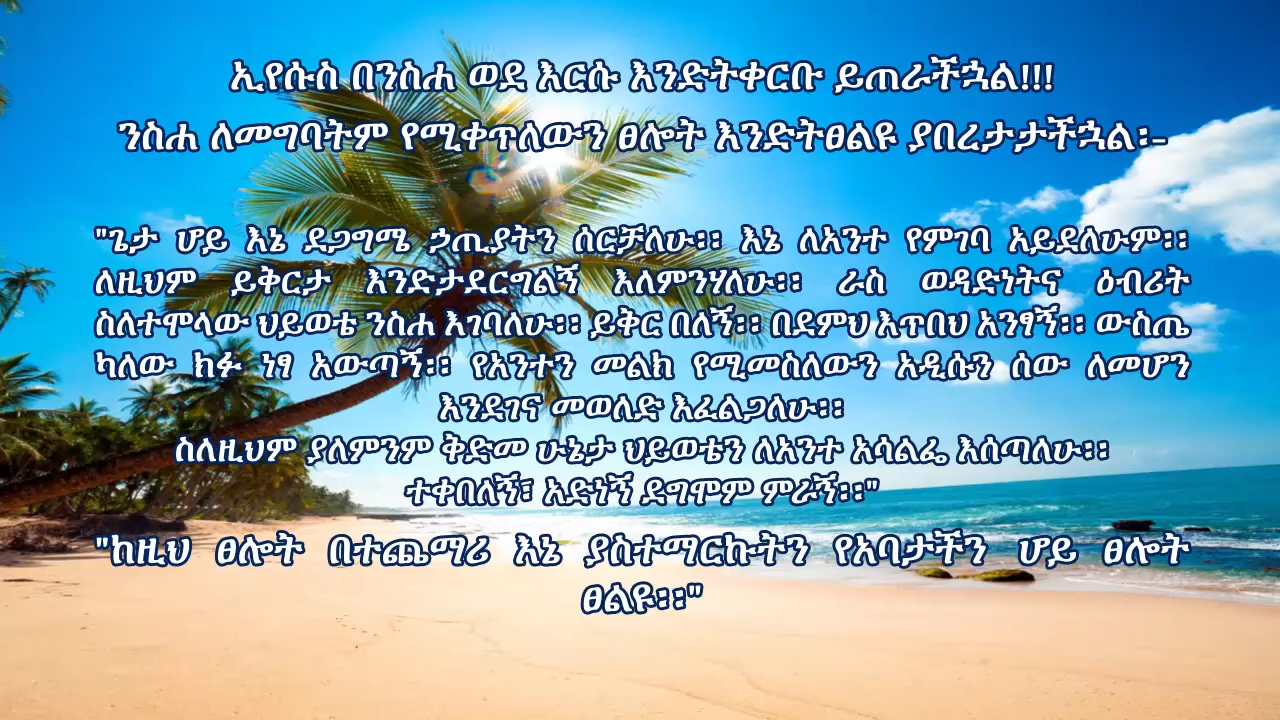 ኢየሱስ በንስሐ ወደ እርሱ እንድትቀርቡ ይጠራችኋል!!!
ንስሐ ለመግባትም የሚቀጥለውን ፀሎት እንድትፀልዩ ያበረታታችኋል፡-
"ጌታ ሆይ እኔ ደጋግሜ ኃጢያትን ሰርቻለሁ፡፡ እኔ ለአንተ የምገባ አይደለሁም፡፡
ለዚህም ይቅርታ እንድታደርግልኝ እለምንሃለሁ፡፡ ራስ ወዳድነትና ዕብሪት
ስለተሞላው ህይወቴ ንስሐ እገባለሁ፡፡ ይቅር በለኝ፡፡ በደምህ እጥበህ አንፃኝ፡፡ ውስጤ
ካለው ክፉ ነፃ አውጣኝ፡፡ የአንተን መልክ የሚመስለውን አዲሱን ሰው ለመሆን
እንደገና መወለድ እፈልጋለሁ፡፡
ስለዚህም ያለምንም ቅድመ ሁኔታ ህይወቴን ለአንተ አሳልፌ እሰጣለሁ፡፡
ተቀበለኝ፣ አድነኝ ደግሞም ምሯኝ፡፡"
"ከዚህ ፀሎት በተጨማሪ እኔ ያስተማርኩትን የአባታችን ሆይ ፀሎት
ፀልዩ፡፡"